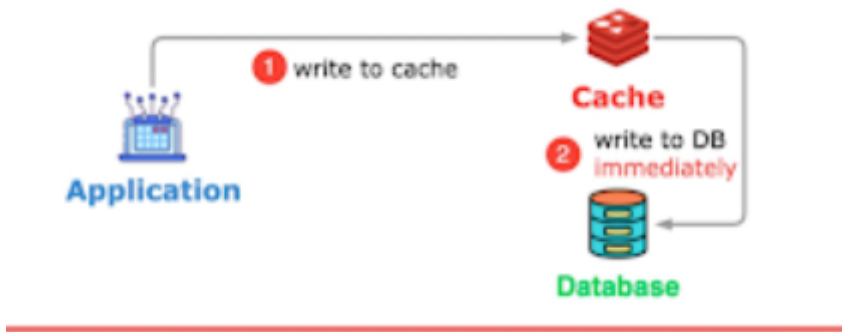 1 write to cache
Cache
2 write to DB
immediately
Application
Database